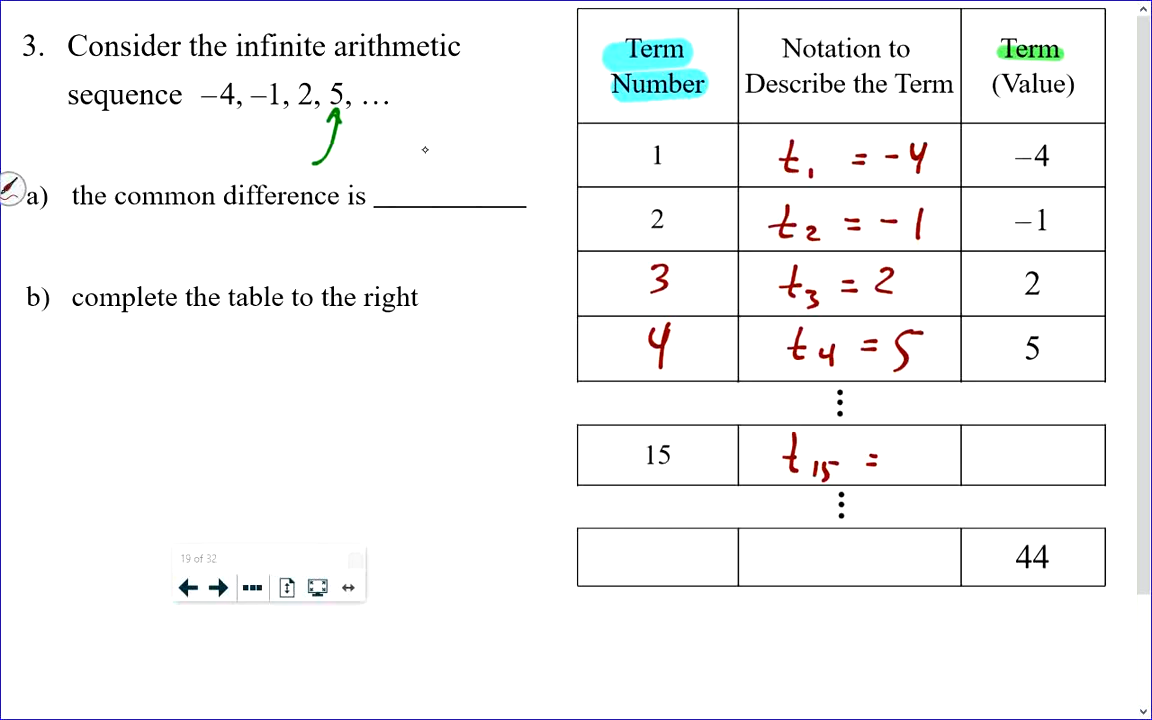 3. Consider the infinite arithmetic
sequence –4, –1, 2, 5, …
a) the common difference is ___________
b) complete the table to the right
Term Number | Notation to Describe the Term | Term (Value)
1 | t₁ = -4 | –4
2 | t₂ = -1 | –1
3 | t₃ = 2 | 2
4 | t₄ = 5 | 5
⋮
15 | t₁₅ = |
⋮
44
19 of 32